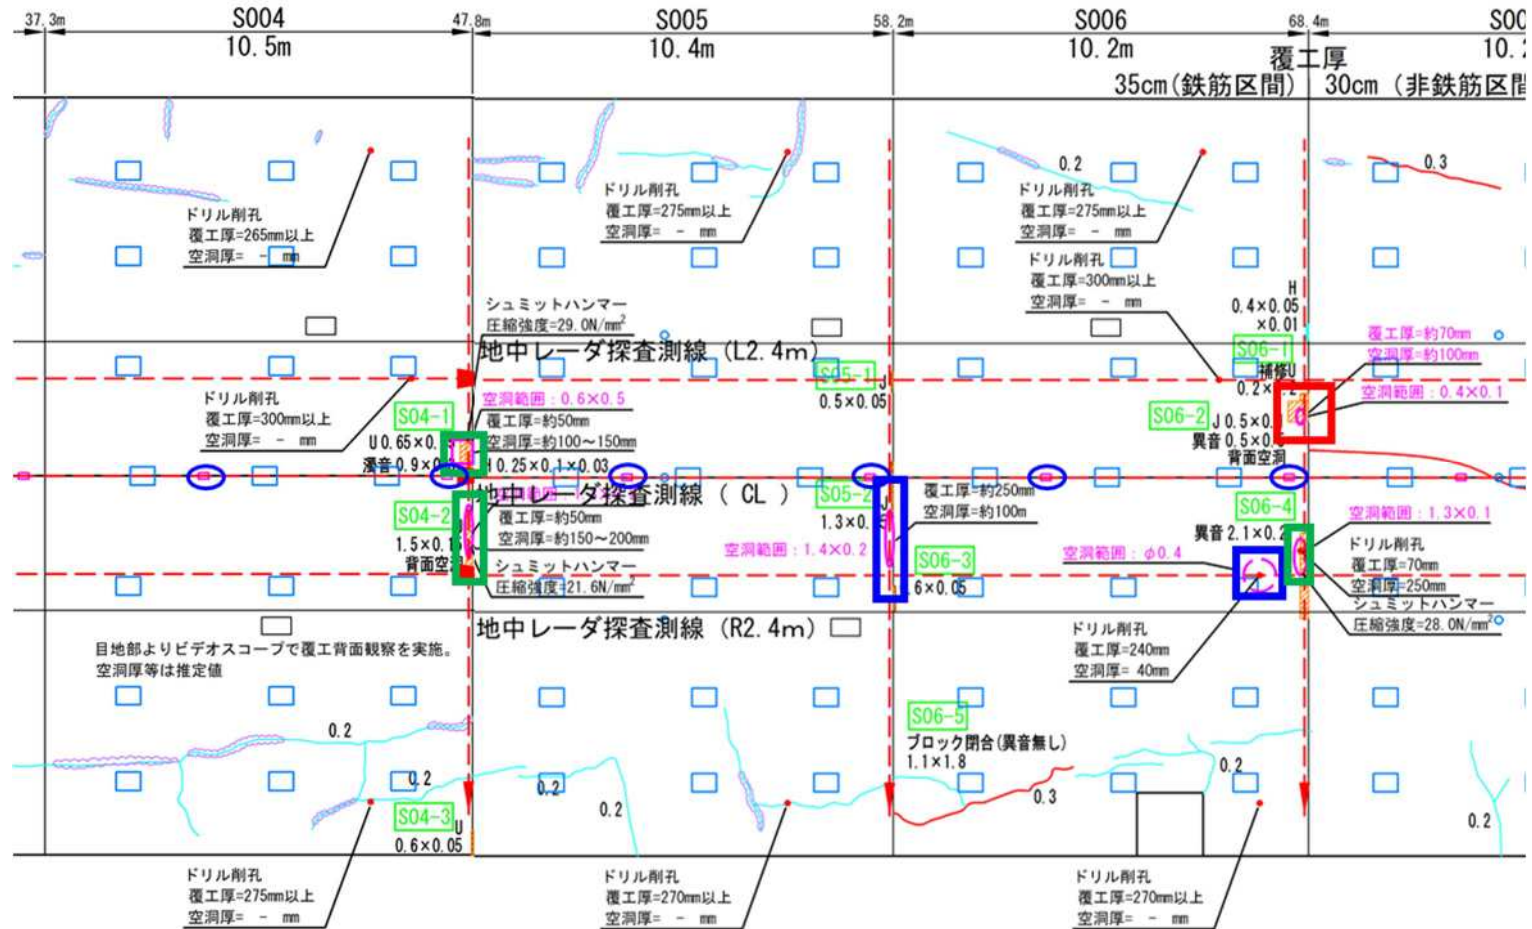 37.3m
S004
10.5m
47.8m
S005
10.4m
58.2m
S006
10.2m
68.4m
覆工厚
35cm(鉄筋区間)
30cm (非鉄筋区間
0.2
0.3
ドリル削孔
覆工厚=265mm以上
空洞厚= - mm
ドリル削孔
覆工厚=275mm以上
空洞厚= - mm
ドリル削孔
覆工厚=275mm以上
空洞厚= - mm
ドリル削孔
覆工厚=300mm以上
空洞厚= - mm
シュミットハンマー
圧縮強度=29.0N/mm²
地中レーダ探査測線 (L2.4m)
H
0.4×0.05
×0.01
S06-1
補修U
覆工厚=約70mm
空洞厚=約100mm
空洞範囲:0.4×0.1
S05-1
J
0.5×0.05
ドリル削孔
覆工厚=300mm以上
空洞厚= - mm
S04-1
U 0.65×0.
濁音 0.9×0.
空洞範囲:0.6×0.5
覆工厚=約50mm
空洞厚=約100~150mm
H 0.25×0.1×0.03
S06-2
J 0.5×0.
異音 0.5×0.
背面空洞
地中レーダ探査測線 ( CL )
S04-2
1.5×0.1
背面空洞
覆工厚=約50mm
空洞厚=約150~200mm
シュミットハンマー
圧縮強度=21.6N/mm²
S05-2
J
1.3×0.
空洞範囲:1.4×0.2
覆工厚=約250mm
空洞厚=約100m
S06-3
6×0.05
S06-4
異音 2.1×0.2
空洞範囲:φ0.4
空洞範囲:1.3×0.1
ドリル削孔
覆工厚=70mm
空洞厚=250mm
シュミットハンマー
圧縮強度=28.0N/mm²
地中レーダ探査測線 (R2.4m)
目地部よりビデオスコープで覆工背面観察を実施。
空洞厚等は推定値
ドリル削孔
覆工厚=240mm
空洞厚= 40mm
S06-5
ブロック閉合(異音無し)
1.1×1.8
0.2
0.2
0.2
0.2
0.3
0.2
0.2
S04-3
U
0.6×0.05
ドリル削孔
覆工厚=275mm以上
空洞厚= - mm
ドリル削孔
覆工厚=270mm以上
空洞厚= - mm
ドリル削孔
覆工厚=270mm以上
空洞厚= - mm